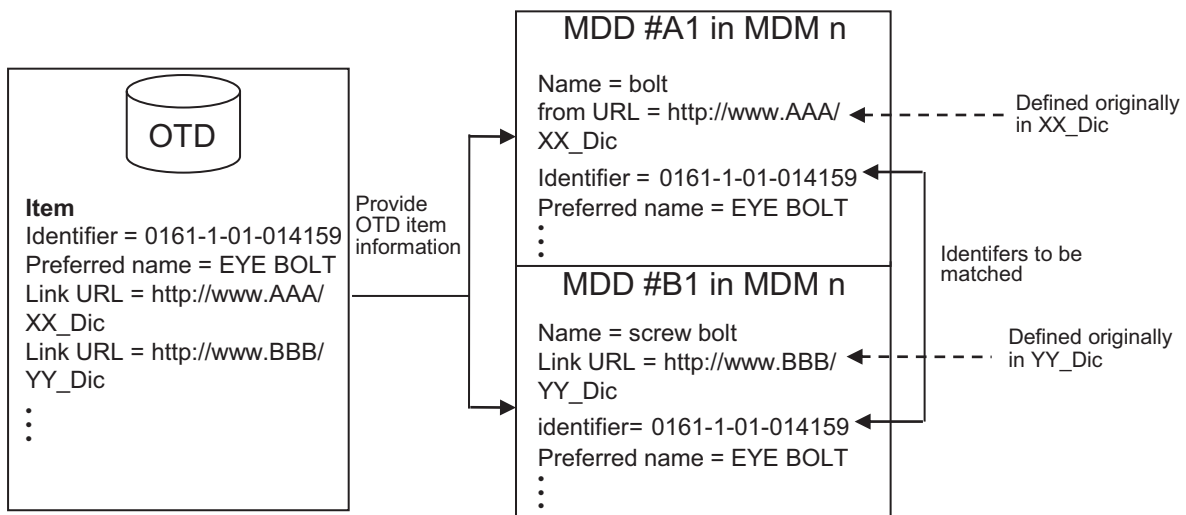 OTD
Item
Identifier = 0161-1-01-014159
Preferred name = EYE BOLT
Link URL = http://www.AAA/
XX_Dic
Link URL = http://www.BBB/
YY_Dic
Provide
OTD item
information
MDD #A1 in MDM n
Name = bolt
from URL = http://www.AAA/
XX_Dic
Identifier = 0161-1-01-014159
Preferred name = EYE BOLT
MDD #B1 in MDM n
Name = screw bolt
Link URL = http://www.BBB/
YY_Dic
identifier= 0161-1-01-014159
Preferred name = EYE BOLT
Defined originally
in XX_Dic
Identifers to be
matched
Defined originally
in YY_Dic